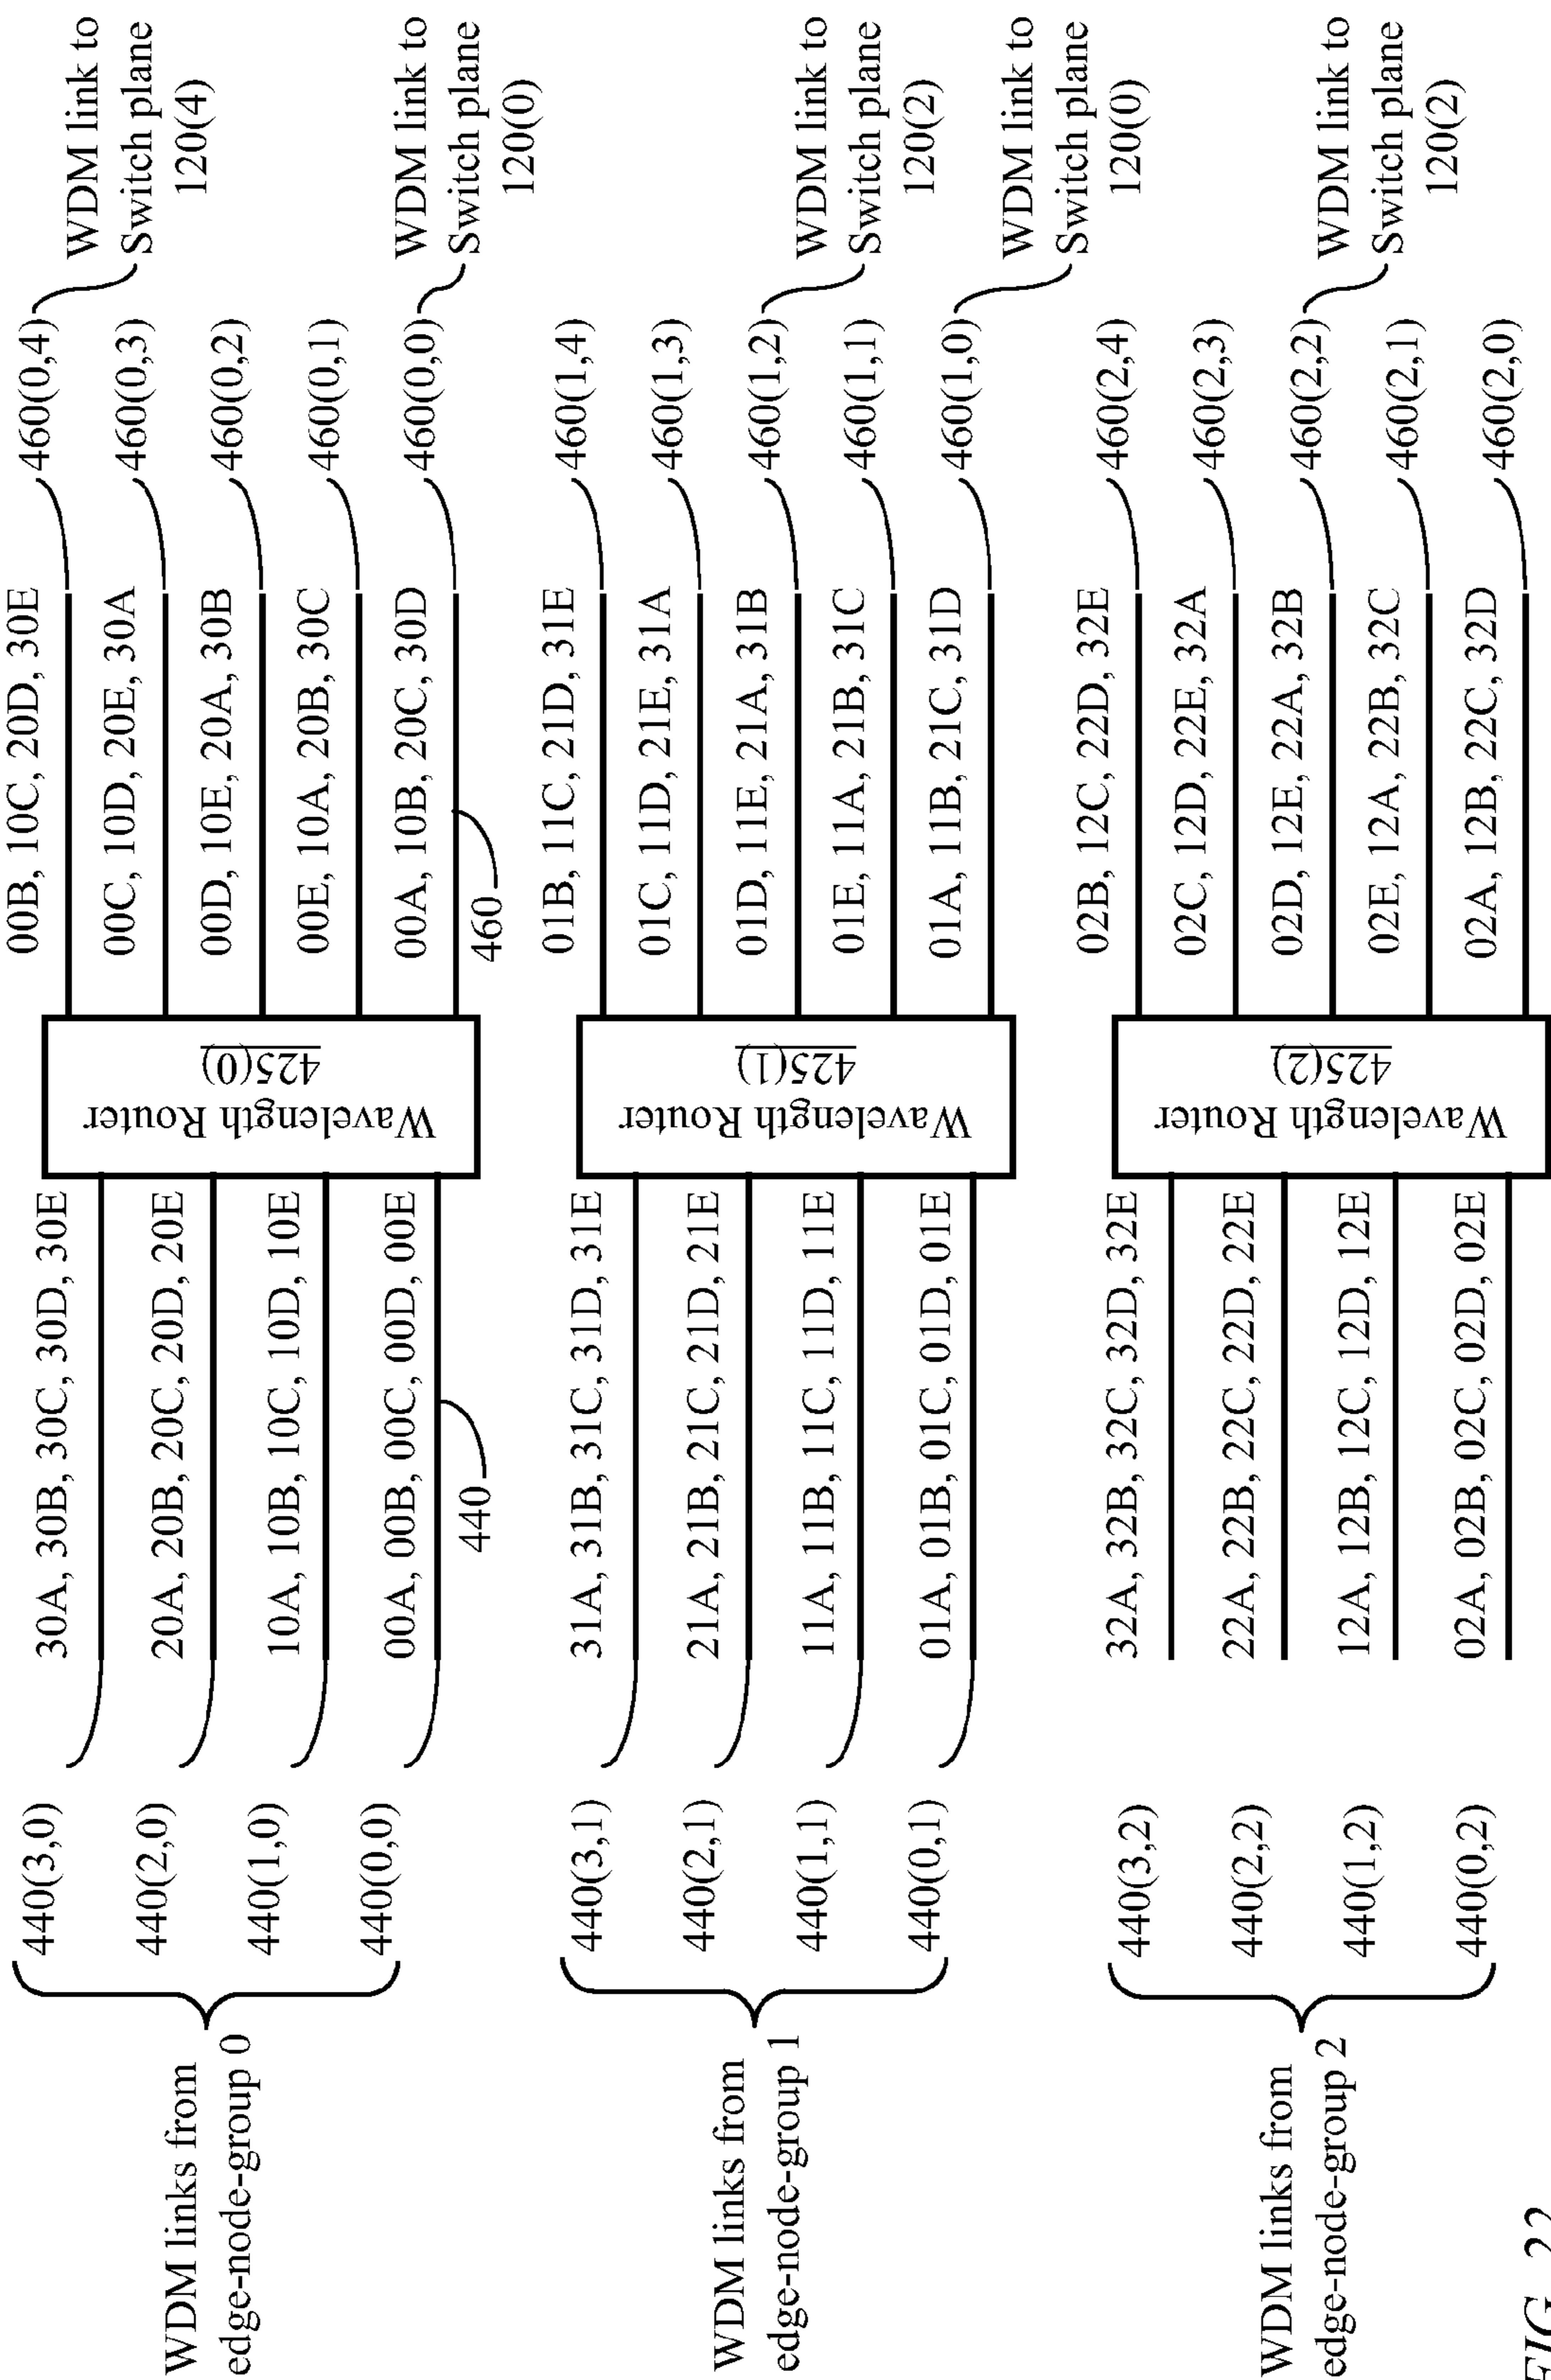 WDM links from
edge-node-group 0
440(3,0)
440(2,0)
440(1,0)
440(0,0)
30A, 30B, 30C, 30D, 30E
20A, 20B, 20C, 20D, 20E
10A, 10B, 10C, 10D, 10E
00A, 00B, 00C, 00D, 00E
440
Wavelength Router
425(0)
00B, 10C, 20D, 30E
00C, 10D, 20E, 30A
00D, 10E, 20A, 30B
00E, 10A, 20B, 30C
00A, 10B, 20C, 30D
460
460(0,4)
460(0,3)
460(0,2)
460(0,1)
460(0,0)
WDM link to
Switch plane
120(4)
WDM link to
Switch plane
120(0)
WDM links from
edge-node-group 1
440(3,1)
440(2,1)
440(1,1)
440(0,1)
31A, 31B, 31C, 31D, 31E
21A, 21B, 21C, 21D, 21E
11A, 11B, 11C, 11D, 11E
01A, 01B, 01C, 01D, 01E
Wavelength Router
425(1)
01B, 11C, 21D, 31E
01C, 11D, 21E, 31A
01D, 11E, 21A, 31B
01E, 11A, 21B, 31C
01A, 11B, 21C, 31D
460(1,4)
460(1,3)
460(1,2)
460(1,1)
460(1,0)
WDM link to
Switch plane
120(2)
WDM link to
Switch plane
120(0)
WDM links from
edge-node-group 2
440(3,2)
440(2,2)
440(1,2)
440(0,2)
32A, 32B, 32C, 32D, 32E
22A, 22B, 22C, 22D, 22E
12A, 12B, 12C, 12D, 12E
02A, 02B, 02C, 02D, 02E
Wavelength Router
425(2)
02B, 12C, 22D, 32E
02C, 12D, 22E, 32A
02D, 12E, 22A, 32B
02E, 12A, 22B, 32C
02A, 12B, 22C, 32D
460(2,4)
460(2,3)
460(2,2)
460(2,1)
460(2,0)
WDM link to
Switch plane
120(2)
FIG. 22